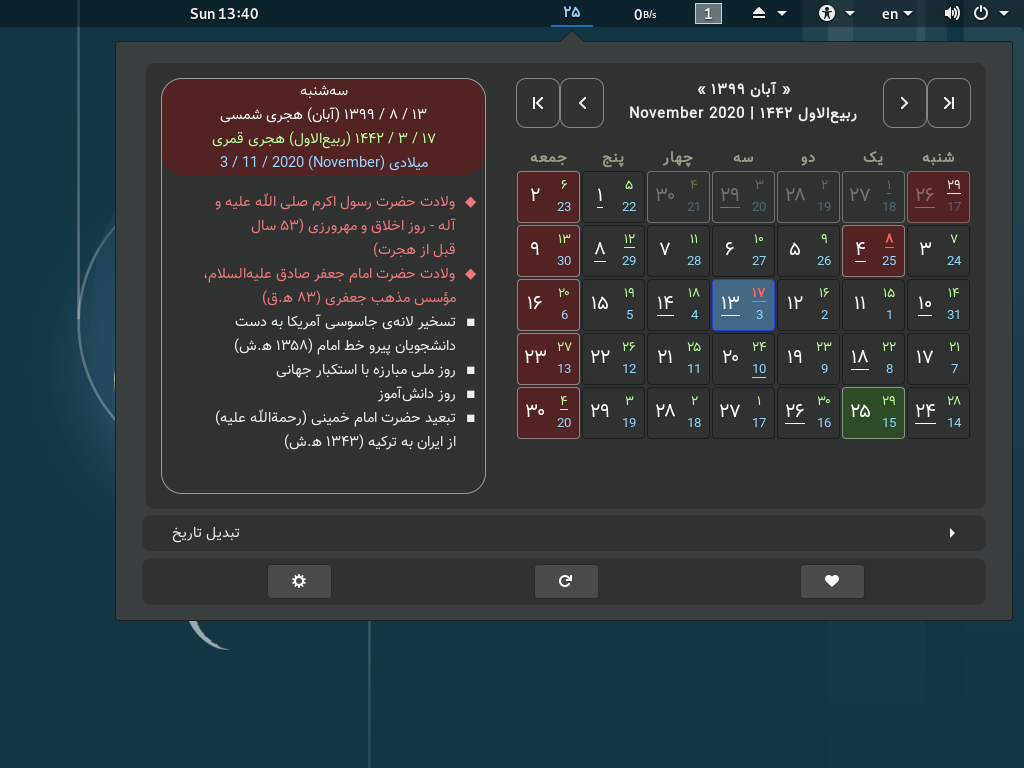 Sun 13:40
۲۵
0B/s
1
en
« آبان ۱۳۹۹ »
ربیع‌الاول ۱۴۴۲ | November 2020
شنبه یک دو سه چهار پنج جمعه
۲۶ ۲۹ 17 ۲۷ ۱ 18 ۲۸ ۲ 19 ۲۹ ۳ 20 ۳۰ ۴ 21 ۱ ۵ 22 ۲ ۶ 23
۳ ۷ 24 ۴ ۸ 25 ۵ ۹ 26 ۶ ۱۰ 27 ۷ ۱۱ 28 ۸ ۱۲ 29 ۹ ۱۳ 30
۱۰ ۱۴ 31 ۱۱ ۱۵ 1 ۱۲ ۱۶ 2 ۱۳ ۱۷ 3 ۱۴ ۱۸ 4 ۱۵ ۱۹ 5 ۱۶ ۲۰ 6
۱۷ ۲۱ 7 ۱۸ ۲۲ 8 ۱۹ ۲۳ 9 ۲۰ ۲۴ 10 ۲۱ ۲۵ 11 ۲۲ ۲۶ 12 ۲۳ ۲۷ 13
۲۴ ۲۸ 14 ۲۵ ۲۹ 15 ۲۶ ۳۰ 16 ۲۷ ۱ 17 ۲۸ ۲ 18 ۲۹ ۳ 19 ۳۰ ۴ 20
سه‌شنبه
۱۳ / ۸ / ۱۳۹۹ (آبان) هجری شمسی
۱۷ / ۳ / ۱۴۴۲ (ربیع‌الاول) هجری قمری
میلادی 3 / 11 / 2020 (November)
ولادت حضرت رسول اکرم صلی اللّه علیه و
آله - روز اخلاق و مهرورزی (۵۳ سال
قبل از هجرت)
ولادت حضرت امام جعفر صادق علیه‌السلام،
مؤسس مذهب جعفری (۸۳ ه‍.ق)
تسخیر لانه‌ی جاسوسی آمریکا به دست
دانشجویان پیرو خط امام (۱۳۵۸ ه‍.ش)
روز ملی مبارزه با استکبار جهانی
روز دانش‌آموز
تبعید حضرت امام خمینی (رحمةاللّه علیه)
از ایران به ترکیه (۱۳۴۳ ه‍.ش)
تبدیل تاریخ